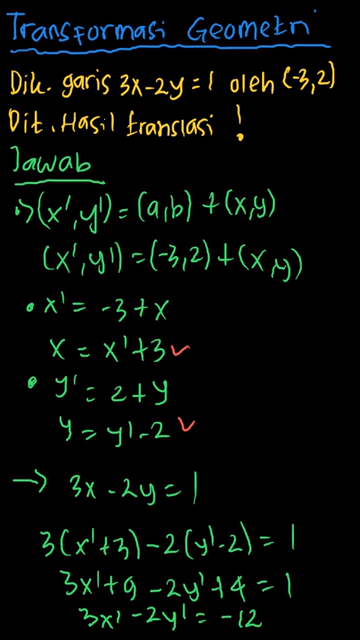 Transformasi Geometri
Dik. garis 3x-2y=1 oleh (-3,2)
Dit. Hasil translasi !
Jawab
:> (x',y') = (a,b) + (x,y)
(x',y') = (-3,2) + (x,y)
• x' = -3+x
x = x'+3 ✓
• y' = 2+y
y = y'-2 ✓
→ 3x-2y=1
3(x'+3)-2(y'-2) = 1
3x'+9-2y'+4=1
3x'-2y'=-12